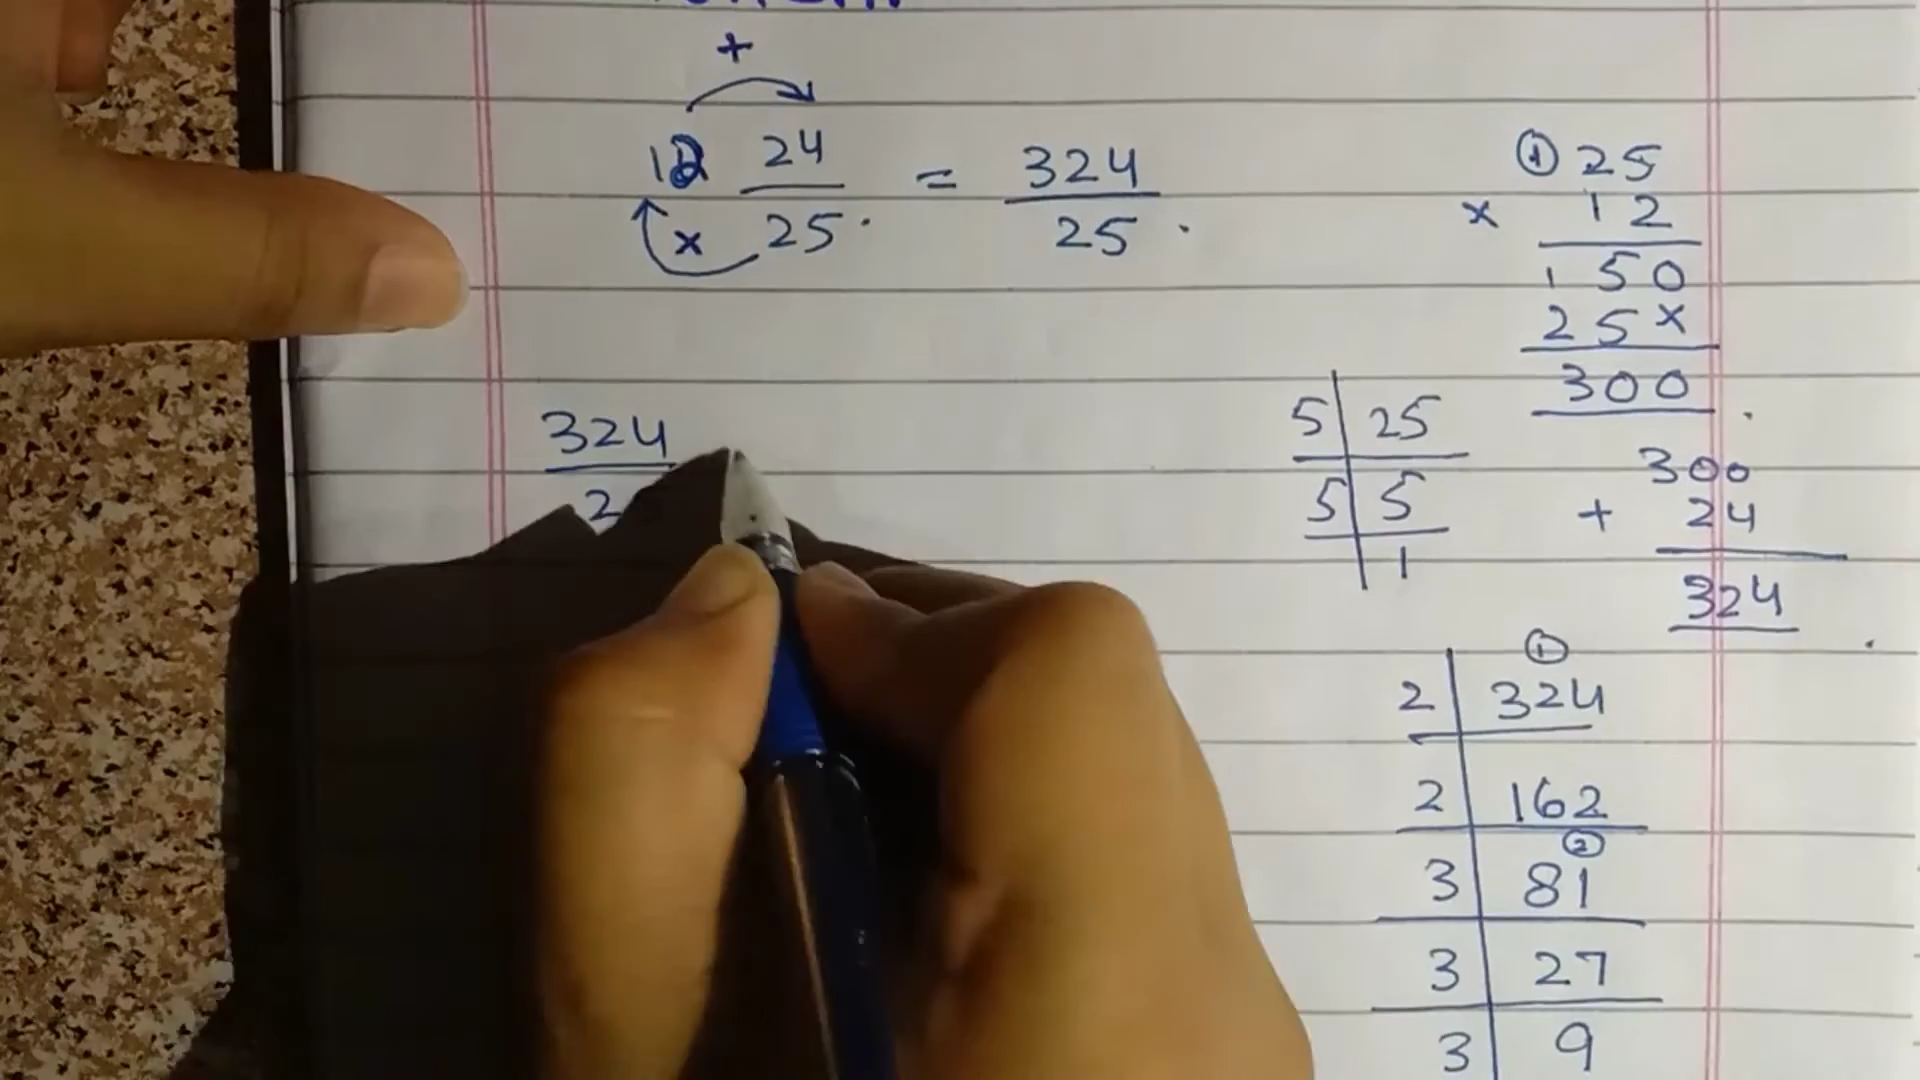 +
12 24/25 = 324/25
x
① 25
x 12
150
25x
300
300
+ 24
324
5 | 25
5 | 5
1
324
2
①
2 | 324
2 | 162
②
3 | 81
3 | 27
3 | 9